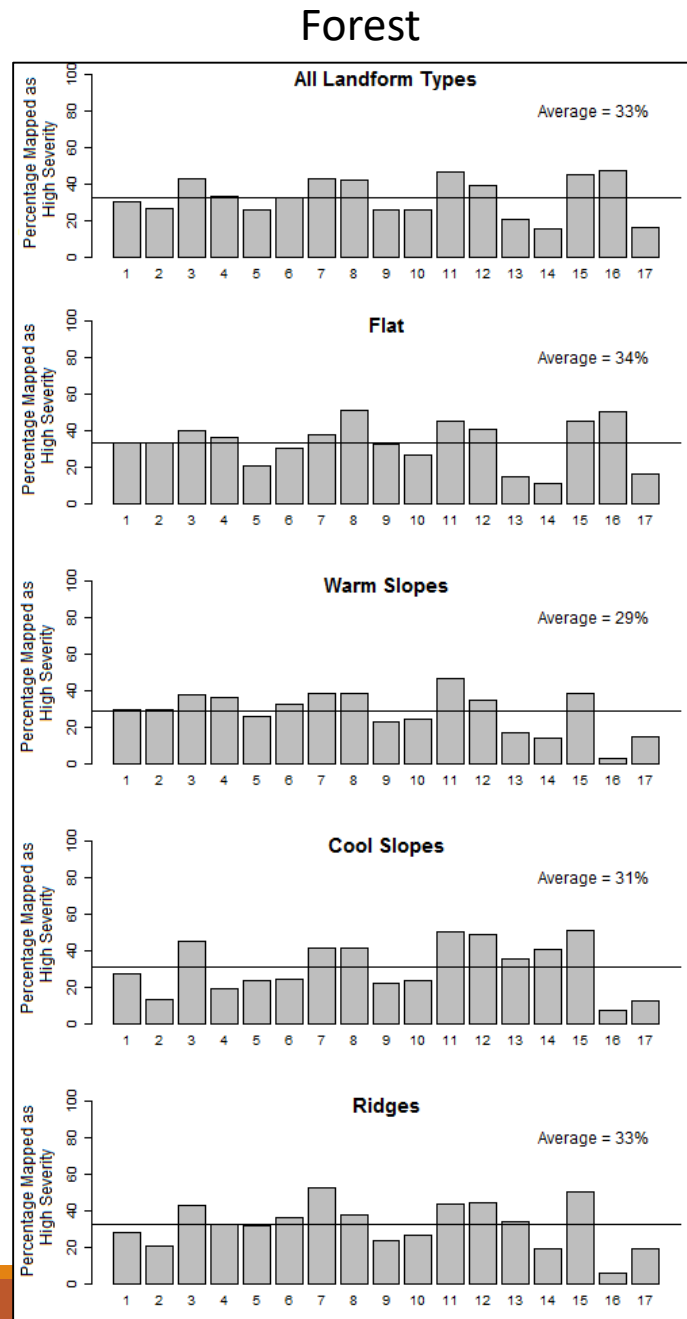 Forest
All Landform Types
Average = 33%
Percentage Mapped as
High Severity
0 20 40 60 80 100
1 2 3 4 5 6 7 8 9 10 11 12 13 14 15 16 17
Flat
Average = 34%
Percentage Mapped as
High Severity
0 20 40 60 80 100
1 2 3 4 5 6 7 8 9 10 11 12 13 14 15 16 17
Warm Slopes
Average = 29%
Percentage Mapped as
High Severity
0 20 40 60 80 100
1 2 3 4 5 6 7 8 9 10 11 12 13 14 15 16 17
Cool Slopes
Average = 31%
Percentage Mapped as
High Severity
0 20 40 60 80 100
1 2 3 4 5 6 7 8 9 10 11 12 13 14 15 16 17
Ridges
Average = 33%
Percentage Mapped as
High Severity
0 20 40 60 80 100
1 2 3 4 5 6 7 8 9 10 11 12 13 14 15 16 17